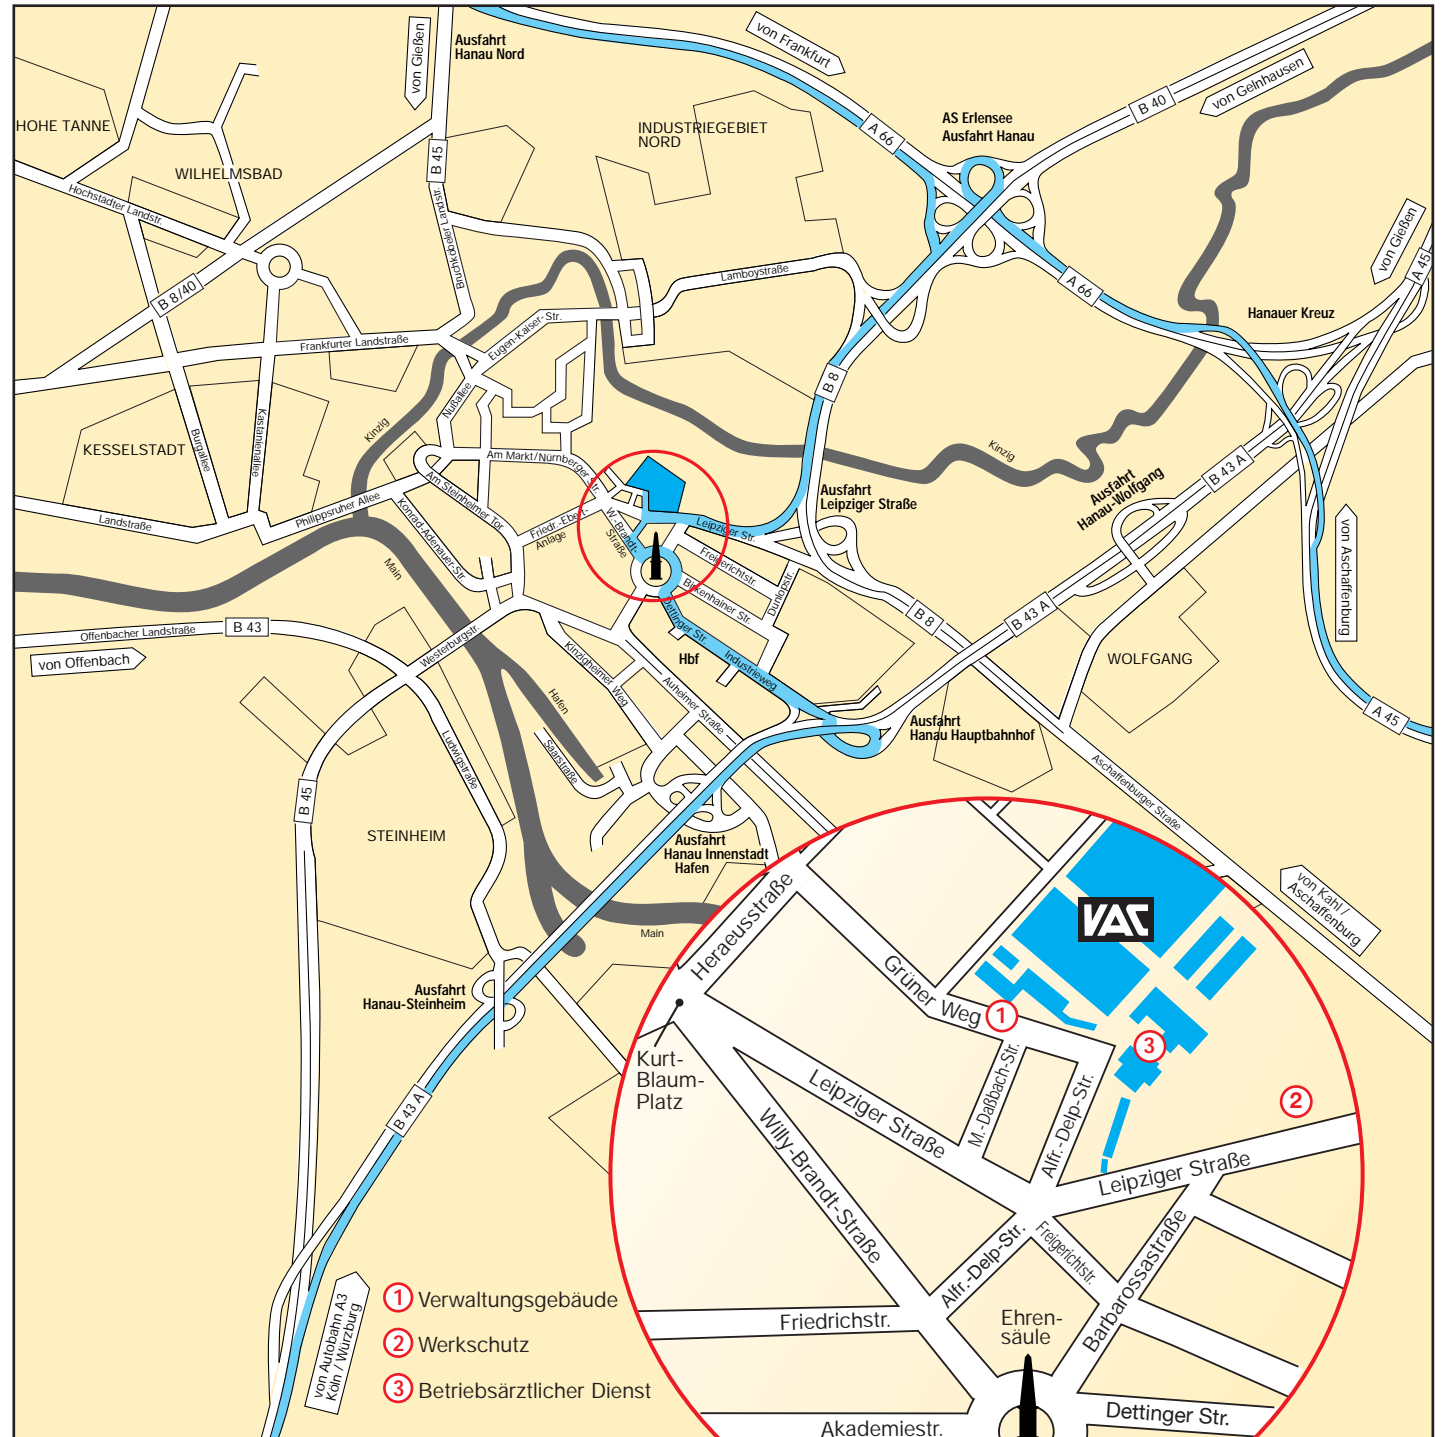 von Gießen
Ausfahrt
Hanau Nord
von Frankfurt
AS Erlensee
Ausfahrt Hanau
B 40
von Gelnhausen
HOHE TANNE
WILHELMSBAD
B 45
INDUSTRIEGEBIET
NORD
A 66
Hochstädter Landstr.
Bruchköbeler Landstr.
von Gießen
A 45
B 8/40
Lamboystraße
A 66
Hanauer Kreuz
Eugen-Kaiser-Str.
Frankfurter Landstraße
Nußallee
B 8
KESSELSTADT
Burgallee
Kastanienallee
Kinzig
Kinzig
Am Markt/Nürnberger Str.
B 43 A
Ausfahrt
Hanau-Wolfgang
Landstraße
Philippsruher Allee
Am Steinheimer Tor
Konrad-Adenauer-Str.
Friedr.-Ebert-
Anlage
W.-Brandt-
Straße
Leipziger Str.
Ausfahrt
Leipziger Straße
Freigerichtstr.
Birkenhainer Str.
Dunlopstr.
von Aschaffenburg
Main
B 8
B 43 A
Offenbacher Landstraße
B 43
von Offenbach
Westerburgstr.
Kinzigheimer Weg
Dettinger Str.
Hbf
Industrieweg
WOLFGANG
Auheimer Straße
Hafen
Ausfahrt
Hanau Hauptbahnhof
A 45
Ludwigstraße
Saarstraße
Aschaffenburger Straße
B 45
STEINHEIM
Ausfahrt
Hanau Innenstadt
Hafen
von Kahl /
Aschaffenburg
Main
Ausfahrt
Hanau-Steinheim
B 43 A
von Autobahn A3
Köln / Würzburg
VAC
Heraeusstraße
Grüner Weg
1
3
2
Kurt-
Blaum-
Platz
Leipziger Straße
M.-Daßbach-Str.
Alfr.-Delp-Str.
Willy-Brandt-Straße
Leipziger Straße
Alfr.-Delp-Str.
Freigerichtstr.
Barbarossastraße
Friedrichstr.
Ehren-
säule
Akademiestr.
Dettinger Str.
1 Verwaltungsgebäude
2 Werkschutz
3 Betriebsärztlicher Dienst